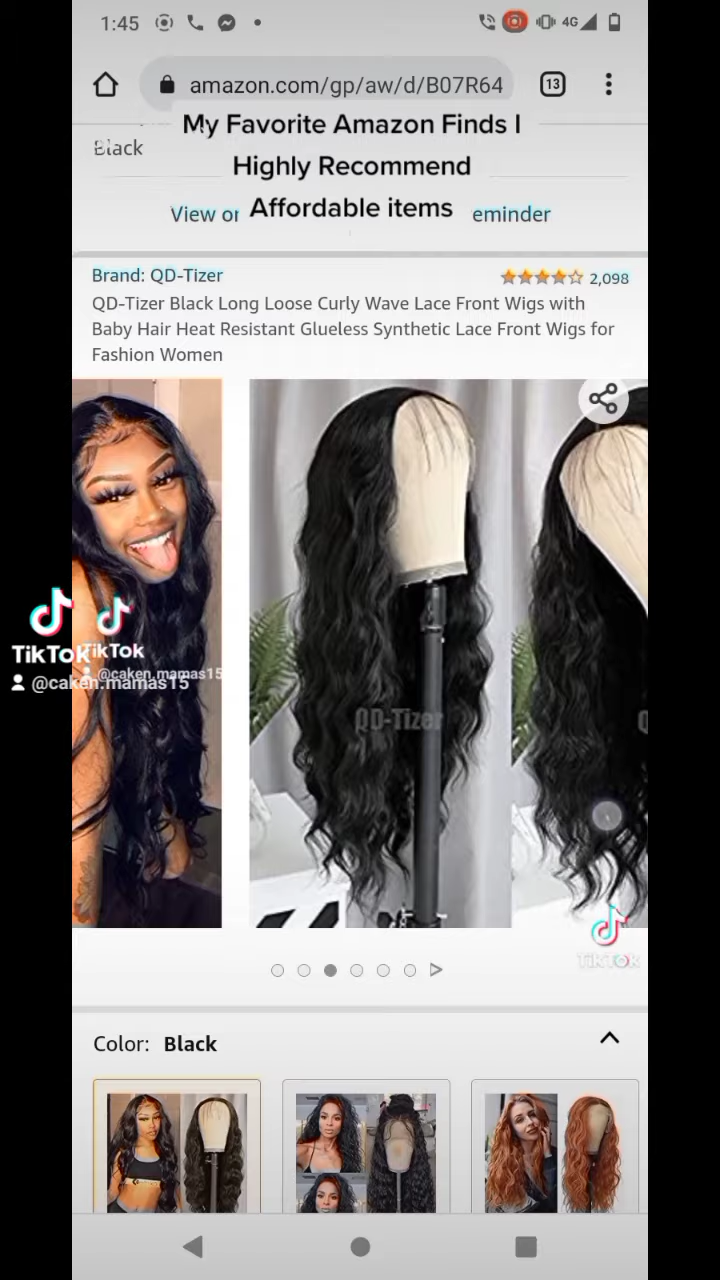 1:45
4G
amazon.com/gp/aw/d/B07R64
13
My Favorite Amazon Finds I
Black
Highly Recommend
View or
Affordable items
eminder
Brand: QD-Tizer
2,098
QD-Tizer Black Long Loose Curly Wave Lace Front Wigs with
Baby Hair Heat Resistant Glueless Synthetic Lace Front Wigs for
Fashion Women
TikTok
TikTok
@caken.mamas15
@caken.mamas15
QD-Tizer
TikTok
Color: Black